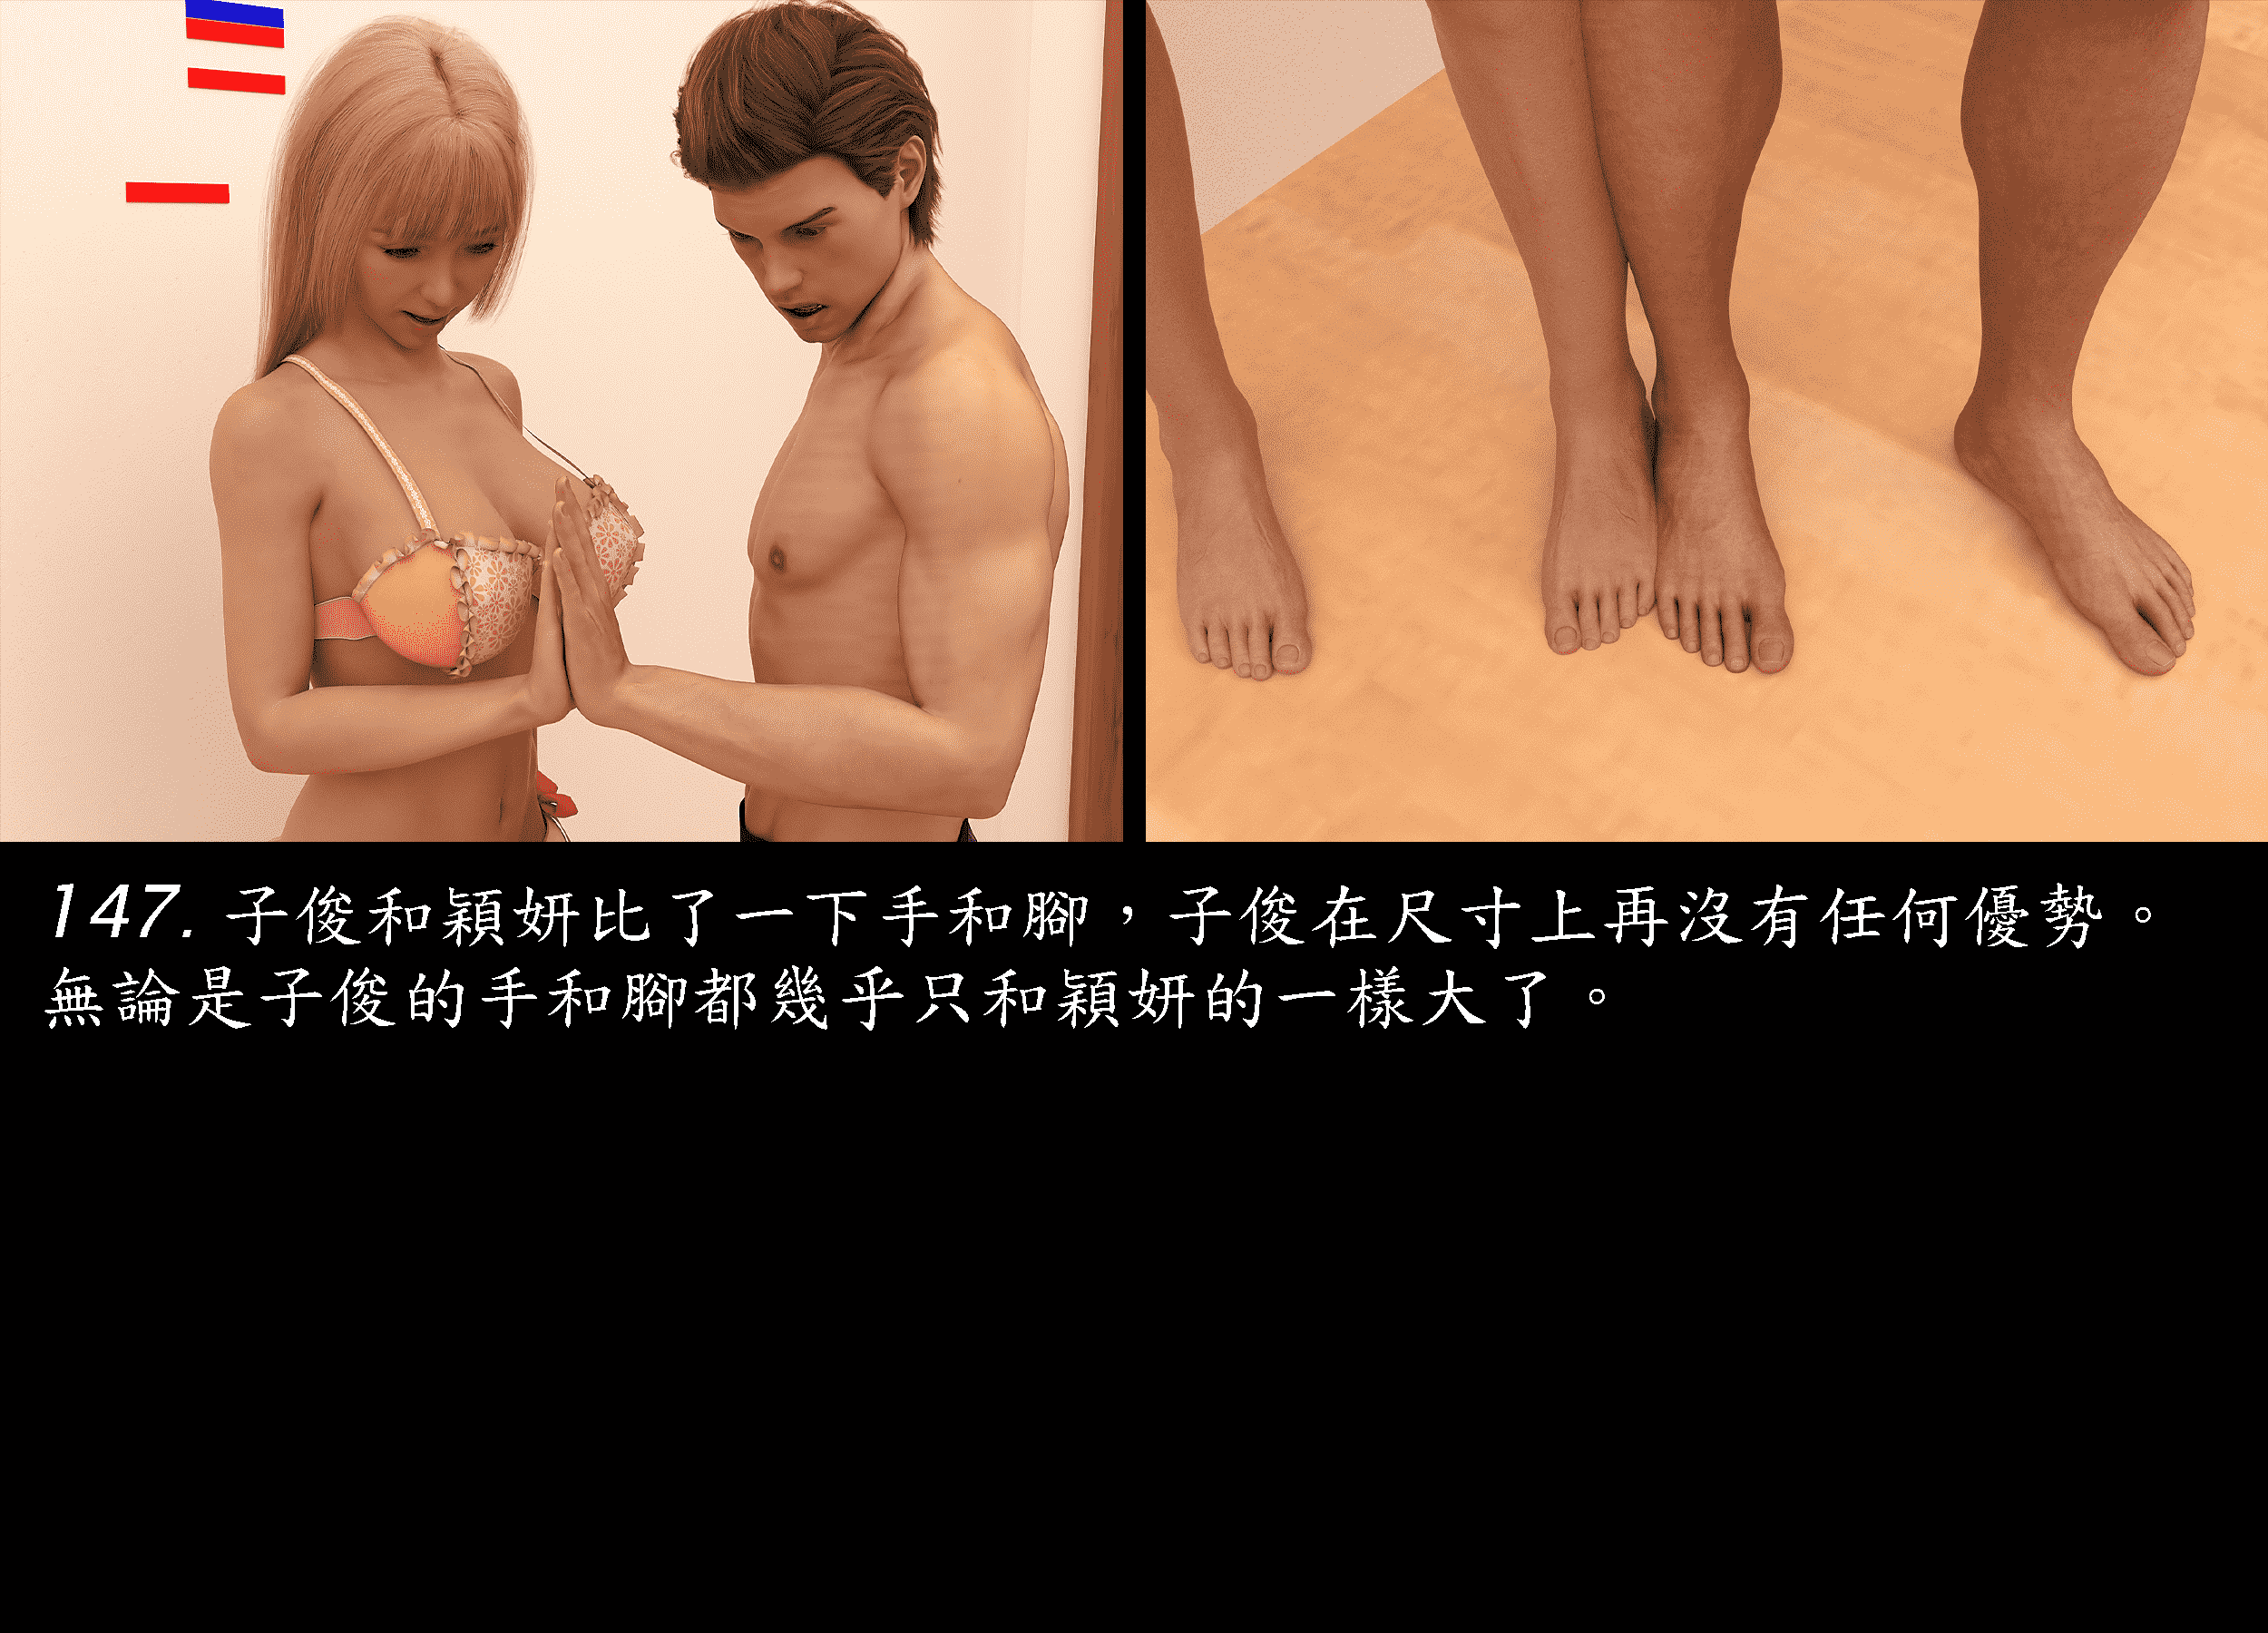 147. 子俊和穎妍比了一下手和腳，子俊在尺寸上再沒有任何優勢。
無論是子俊的手和腳都幾乎只和穎妍的一樣大了。